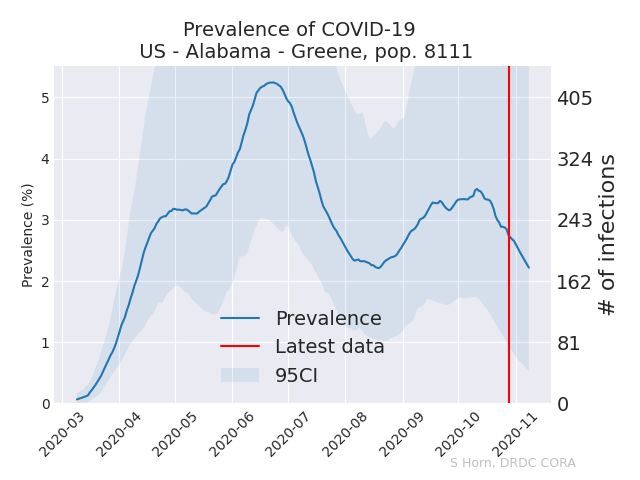 Prevalence of COVID-19
US - Alabama - Greene, pop. 8111
Prevalence (%)
5
4
3
2
1
0
405
324
243
162
81
0
# of infections
Prevalence
Latest data
95CI
2020-03
2020-04
2020-05
2020-06
2020-07
2020-08
2020-09
2020-10
2020-11
S Horn, DRDC CORA